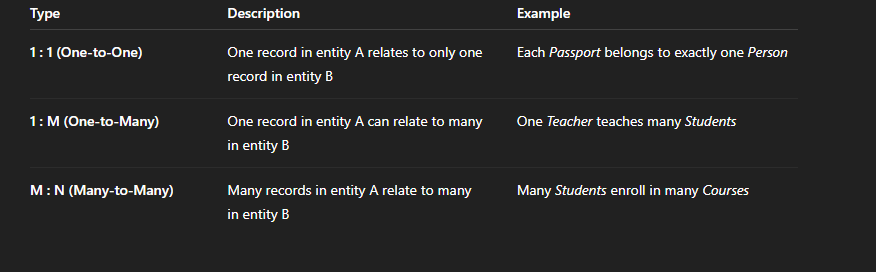 Type Description Example
1 : 1 (One-to-One) One record in entity A relates to only one Each Passport belongs to exactly one Person
record in entity B
1 : M (One-to-Many) One record in entity A can relate to many One Teacher teaches many Students
in entity B
M : N (Many-to-Many) Many records in entity A relate to many Many Students enroll in many Courses
in entity B